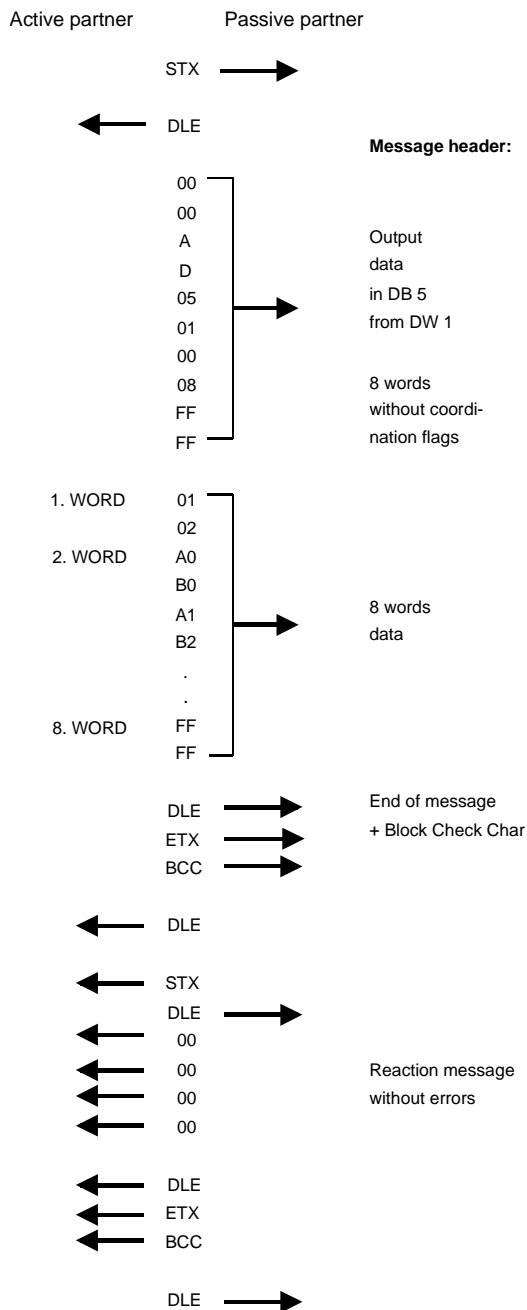 Active partner Passive partner
STX
DLE
Message header:
00
00
A Output
D data
05 in DB 5
01 from DW 1
00
08 8 words
FF without coordi-
FF nation flags
1. WORD 01
02
2. WORD A0
B0
A1 8 words
B2 data
.
.
8. WORD FF
FF
DLE End of message
ETX + Block Check Char
BCC
DLE
STX
DLE
00
00 Reaction message
00 without errors
00
DLE
ETX
BCC
DLE